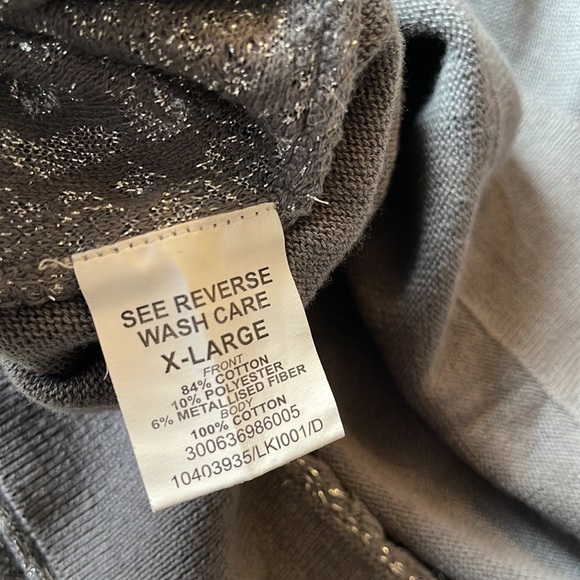 SEE REVERSE
WASH CARE
X-LARGE
FRONT
84% COTTON
10% POLYESTER
6% METALLISED FIBER
BODY
100% COTTON
300636986005
10403935/LKI001/D